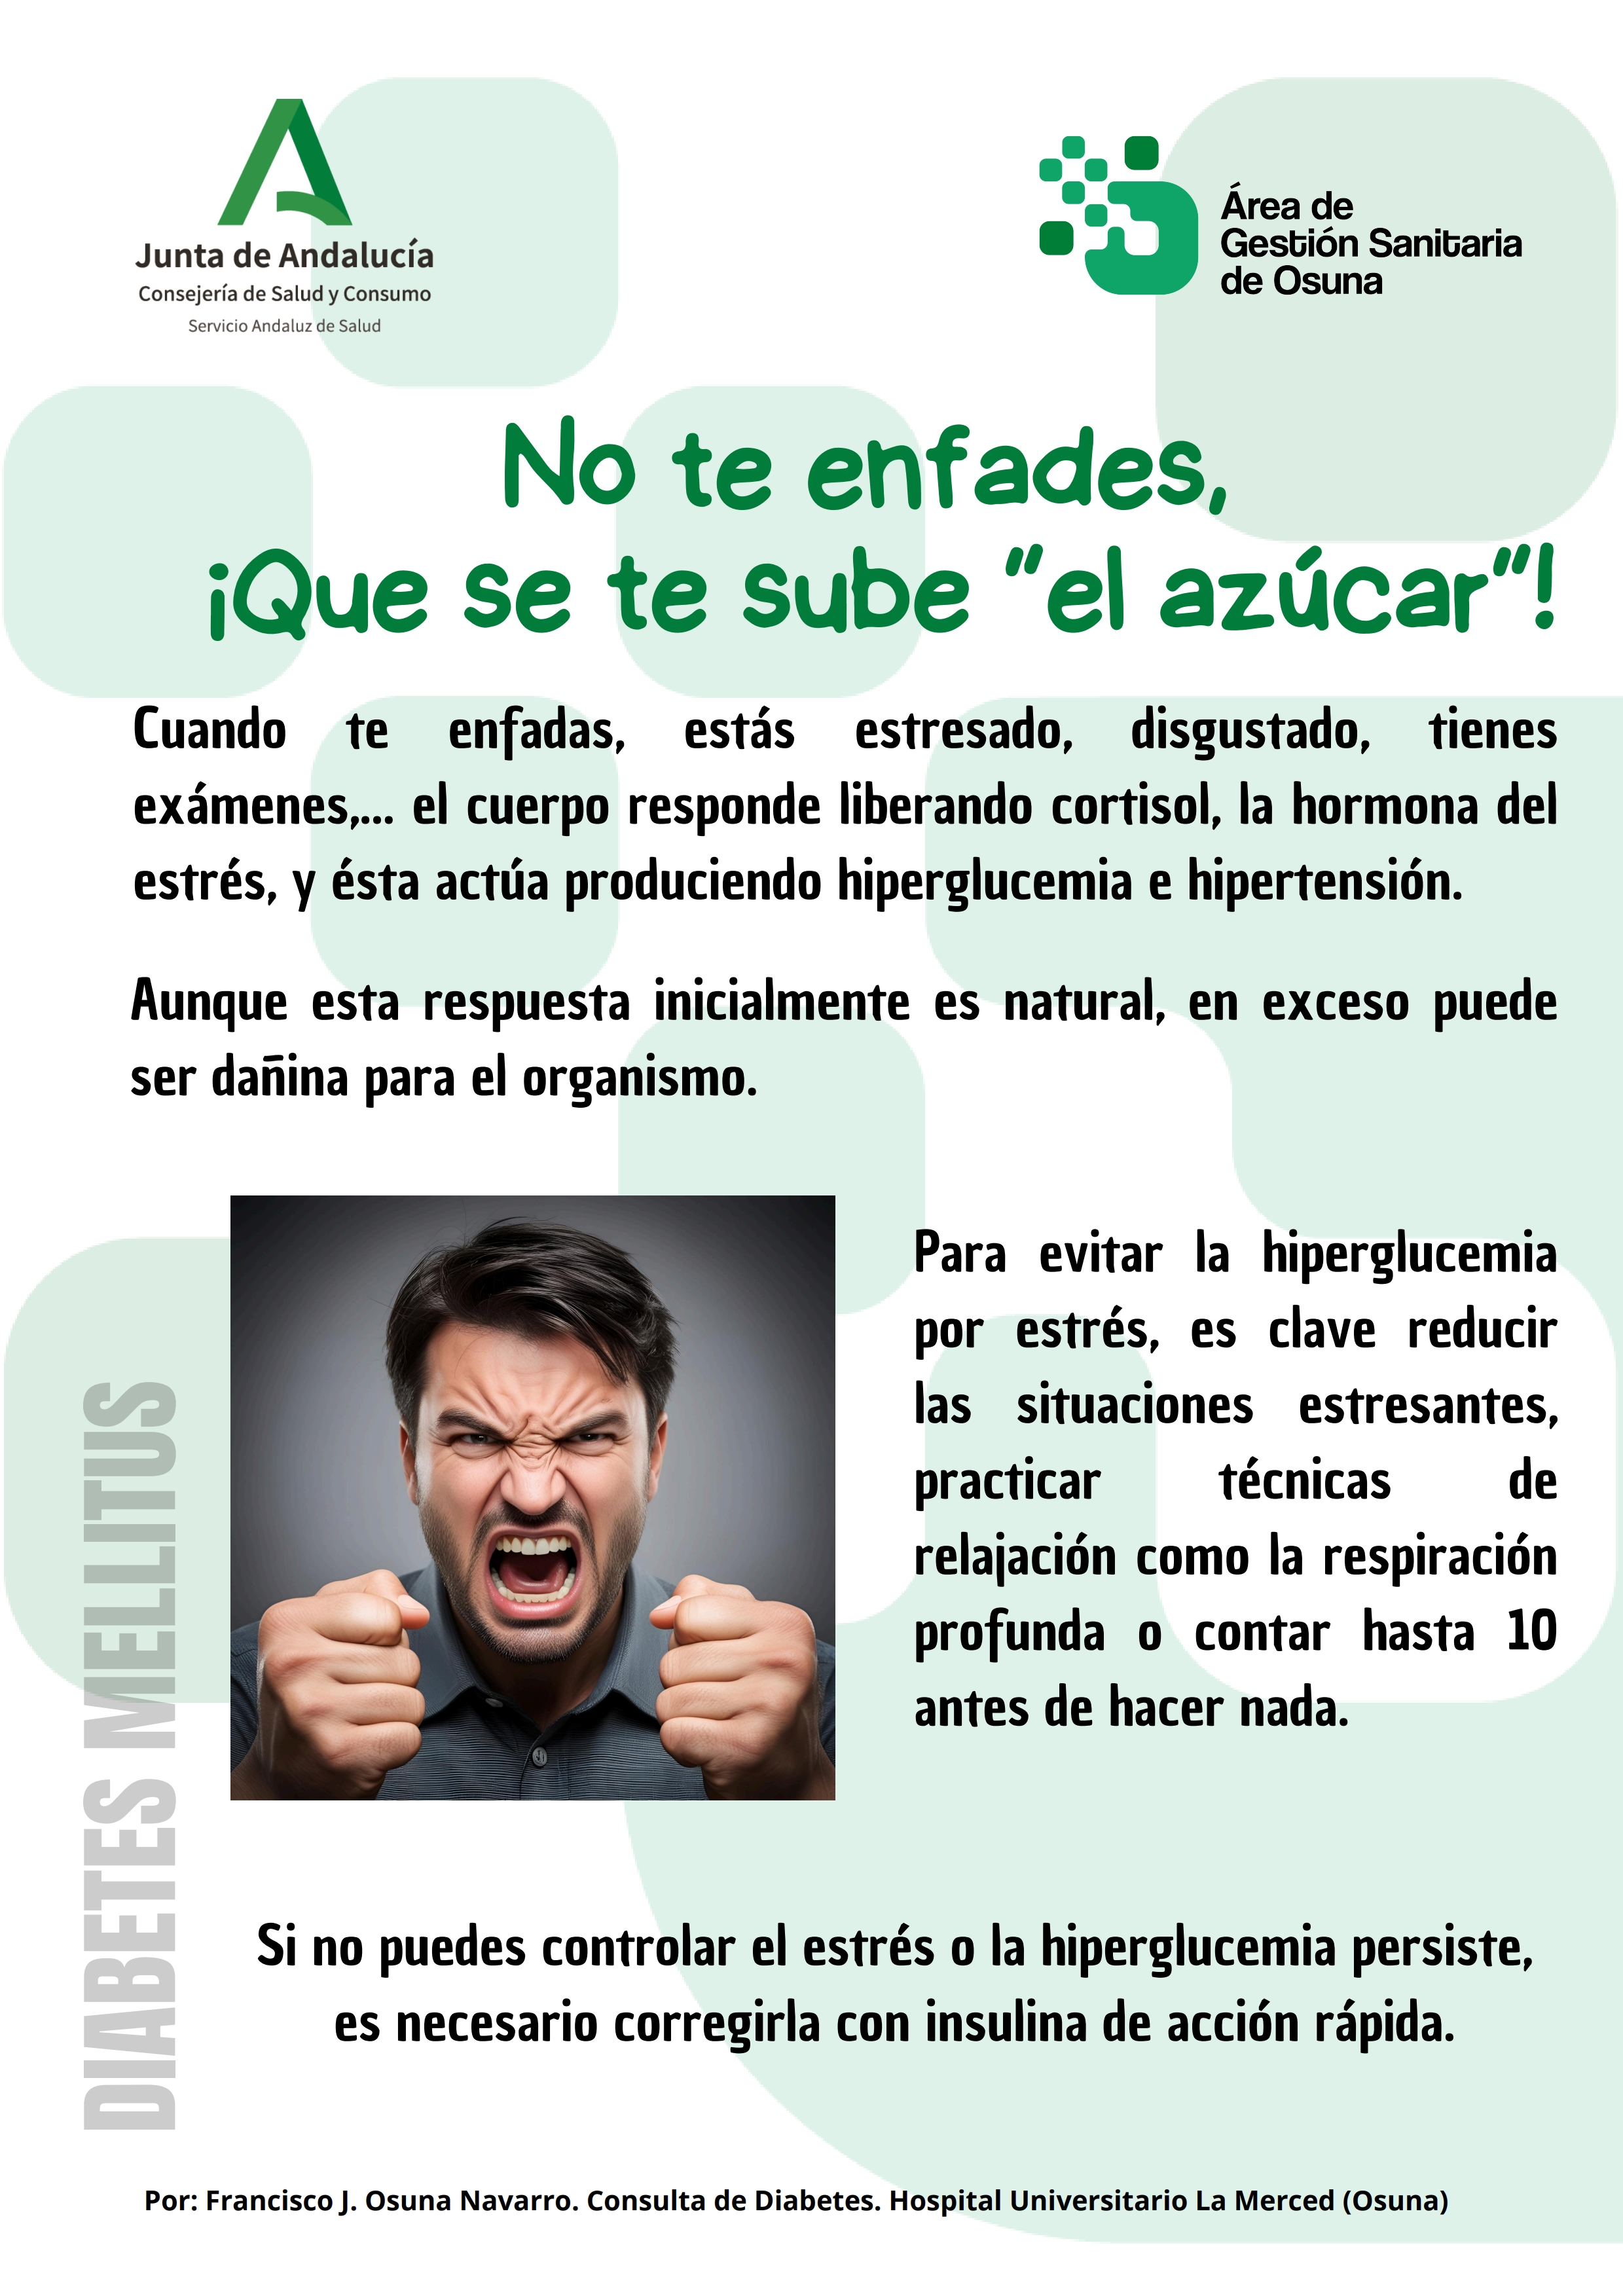 Junta de Andalucía
Consejería de Salud y Consumo
Servicio Andaluz de Salud
Área de
Gestión Sanitaria
de Osuna
No te enfades,
¡Que se te sube "el azúcar"!
Cuando te enfadas, estás estresado, disgustado, tienes
exámenes,... el cuerpo responde liberando cortisol, la hormona del
estrés, y ésta actúa produciendo hiperglucemia e hipertensión.
Aunque esta respuesta inicialmente es natural, en exceso puede
ser dañina para el organismo.
Para evitar la hiperglucemia
por estrés, es clave reducir
las situaciones estresantes,
practicar técnicas de
relajación como la respiración
profunda o contar hasta 10
antes de hacer nada.
DIABETES MELLITUS
Si no puedes controlar el estrés o la hiperglucemia persiste,
es necesario corregirla con insulina de acción rápida.
Por: Francisco J. Osuna Navarro. Consulta de Diabetes. Hospital Universitario La Merced (Osuna)